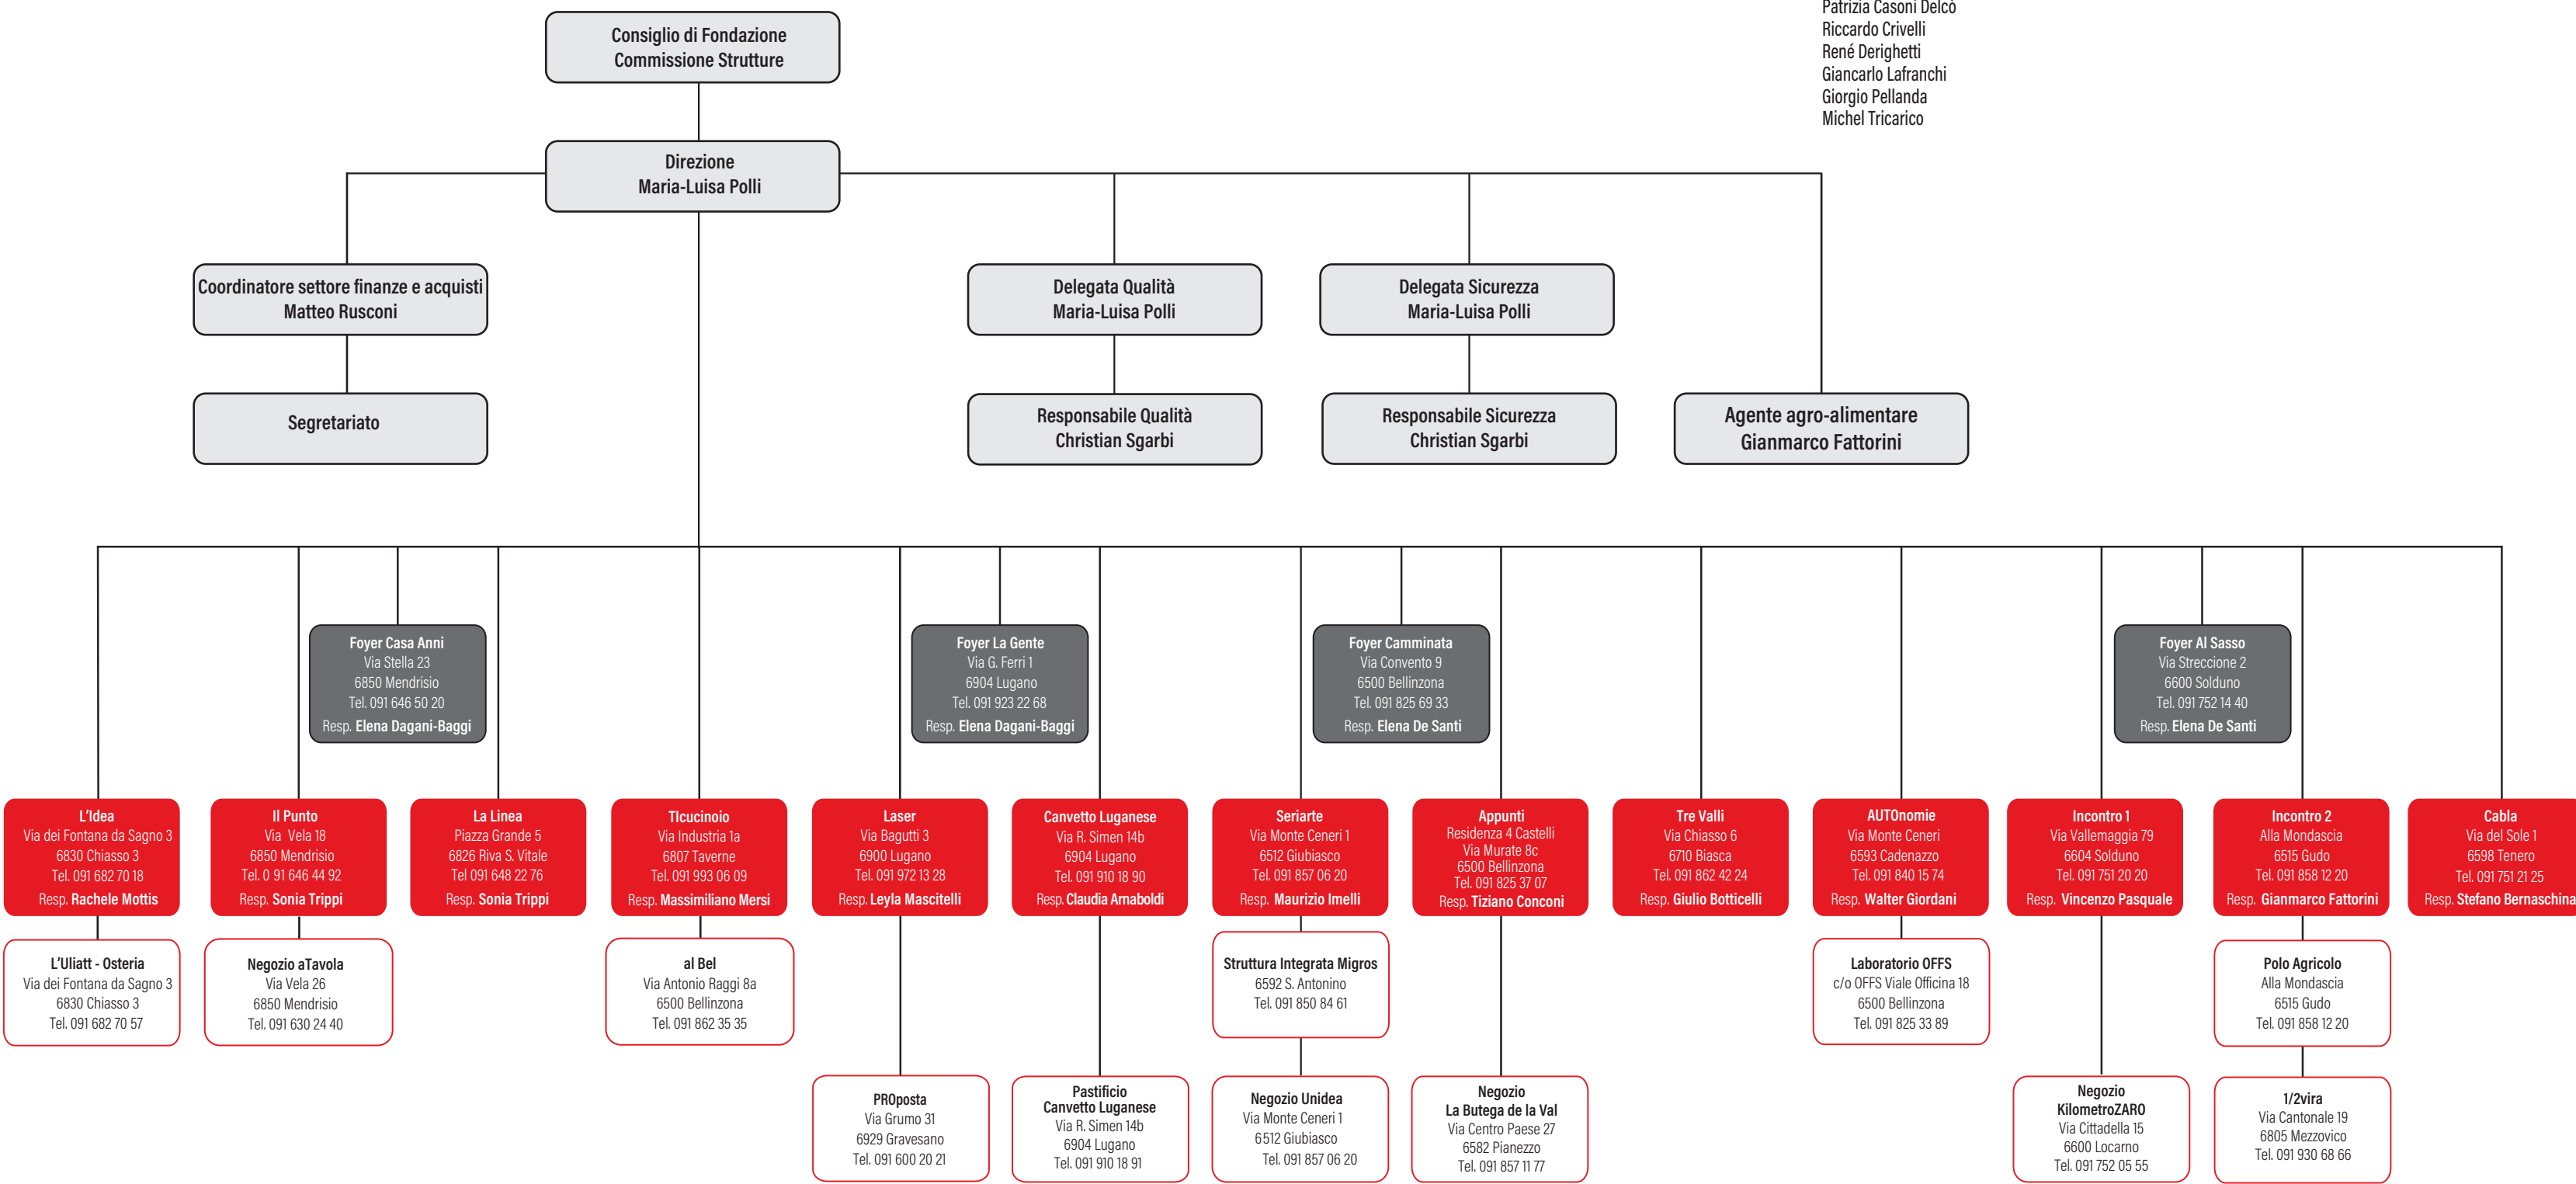 Patrizia Casoni Delcò
Riccardo Crivelli
René Derighetti
Giancarlo Lafranchi
Giorgio Pellanda
Michel Tricarico
Consiglio di Fondazione
Commissione Strutture
Direzione
Maria-Luisa Polli
Coordinatore settore finanze e acquisti
Matteo Rusconi
Delegata Qualità
Maria-Luisa Polli
Delegata Sicurezza
Maria-Luisa Polli
Segretariato
Responsabile Qualità
Christian Sgarbi
Responsabile Sicurezza
Christian Sgarbi
Agente agro-alimentare
Gianmarco Fattorini
Foyer Casa Anni
Via Stella 23
6850 Mendrisio
Tel. 091 646 50 20
Resp. Elena Dagani-Baggi
Foyer La Gente
Via G. Ferri 1
6904 Lugano
Tel. 091 923 22 68
Resp. Elena Dagani-Baggi
Foyer Camminata
Via Convento 9
6500 Bellinzona
Tel. 091 825 69 33
Resp. Elena De Santi
Foyer Al Sasso
Via Streccione 2
6600 Solduno
Tel. 091 752 14 40
Resp. Elena De Santi
L'Idea
Via dei Fontana da Sagno 3
6830 Chiasso 3
Tel. 091 682 70 18
Resp. Rachele Mottis
Il Punto
Via Vela 18
6850 Mendrisio
Tel. 0 91 646 44 92
Resp. Sonia Trippi
La Linea
Piazza Grande 5
6826 Riva S. Vitale
Tel 091 648 22 76
Resp. Sonia Trippi
TIcucinoio
Via Industria 1a
6807 Taverne
Tel. 091 993 06 09
Resp. Massimiliano Mersi
Laser
Via Bagutti 3
6900 Lugano
Tel. 091 972 13 28
Resp. Leyla Mascitelli
Canvetto Luganese
Via R. Simen 14b
6904 Lugano
Tel. 091 910 18 90
Resp. Claudia Arnaboldi
Seriarte
Via Monte Ceneri 1
6512 Giubiasco
Tel. 091 857 06 20
Resp. Maurizio Imelli
Appunti
Residenza 4 Castelli
Via Murate 8c
6500 Bellinzona
Tel. 091 825 37 07
Resp. Tiziano Conconi
Tre Valli
Via Chiasso 6
6710 Biasca
Tel. 091 862 42 24
Resp. Giulio Botticelli
AUTOnomie
Via Monte Ceneri
6593 Cadenazzo
Tel. 091 840 15 74
Resp. Walter Giordani
Incontro 1
Via Vallemaggia 79
6604 Solduno
Tel. 091 751 20 20
Resp. Vincenzo Pasquale
Incontro 2
Alla Mondascia
6515 Gudo
Tel. 091 858 12 20
Resp. Gianmarco Fattorini
Cabla
Via del Sole 1
6598 Tenero
Tel. 091 751 21 25
Resp. Stefano Bernaschina
L'Uliatt - Osteria
Via dei Fontana da Sagno 3
6830 Chiasso 3
Tel. 091 682 70 57
Negozio aTavola
Via Vela 26
6850 Mendrisio
Tel. 091 630 24 40
al Bel
Via Antonio Raggi 8a
6500 Bellinzona
Tel. 091 862 35 35
Struttura Integrata Migros
6592 S. Antonino
Tel. 091 850 84 61
Laboratorio OFFS
c/o OFFS Viale Officina 18
6500 Bellinzona
Tel. 091 825 33 89
Polo Agricolo
Alla Mondascia
6515 Gudo
Tel. 091 858 12 20
PROposta
Via Grumo 31
6929 Gravesano
Tel. 091 600 20 21
Pastificio
Canvetto Luganese
Via R. Simen 14b
6904 Lugano
Tel. 091 910 18 91
Negozio Unidea
Via Monte Ceneri 1
6512 Giubiasco
Tel. 091 857 06 20
Negozio
La Butega de la Val
Via Centro Paese 27
6582 Pianezzo
Tel. 091 857 11 77
Negozio
KilometroZARO
Via Cittadella 15
6600 Locarno
Tel. 091 752 05 55
1/2vira
Via Cantonale 19
6805 Mezzovico
Tel. 091 930 68 66